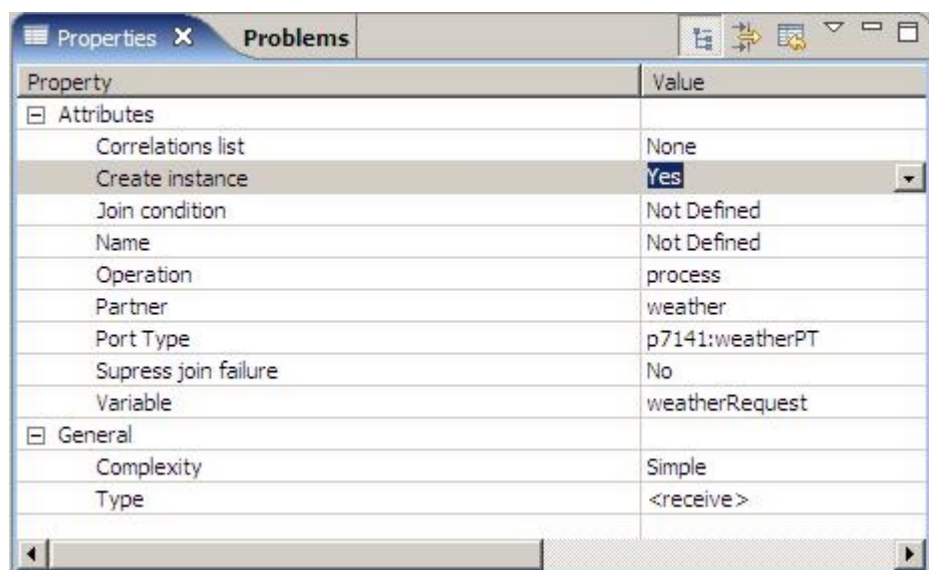 Properties Problems
Property Value
Attributes
Correlations list None
Create instance Yes
Join condition Not Defined
Name Not Defined
Operation process
Partner weather
Port Type p7141:weatherPT
Supress join failure No
Variable weatherRequest
General
Complexity Simple
Type <receive>